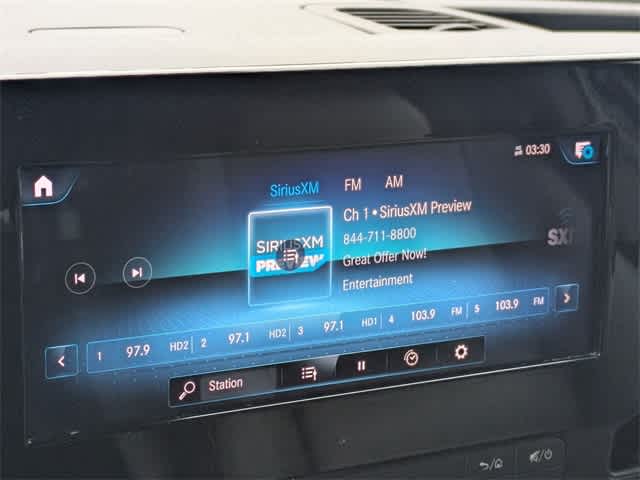 03:30
SiriusXM FM AM
Ch 1 • SiriusXM Preview
844-711-8800
Great Offer Now!
Entertainment
SIRIUSXM
PREVIEW
SX
1 97.9 HD2 2 97.1 HD2 3 97.1 HD1 4 103.9 FM 5 103.9 FM
Station